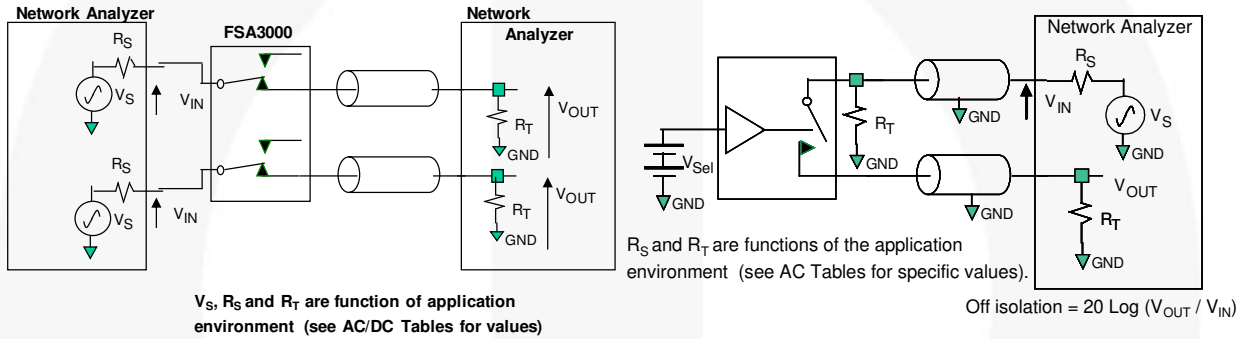 Network Analyzer
FSA3000
Network
Analyzer
R_S
V_S
V_IN
R_T
V_OUT
GND
R_S
V_S
V_IN
R_T
V_OUT
GND
V_S, R_S and R_T are function of application
environment (see AC/DC Tables for values)
Network Analyzer
R_S
V_IN
V_S
GND
R_T
GND
V_Sel
GND
GND
V_OUT
R_T
GND
R_S and R_T are functions of the application
environment (see AC Tables for specific values).
Off isolation = 20 Log (V_OUT / V_IN)